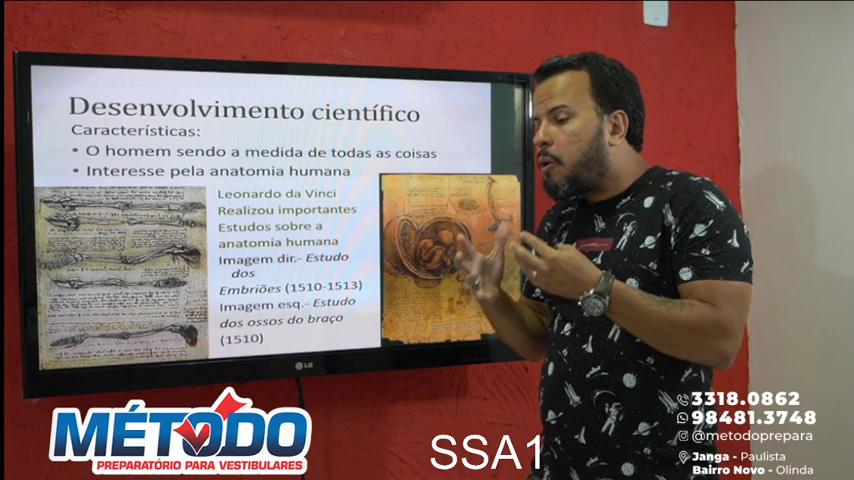 Desenvolvimento científico
Características:
• O homem sendo a medida de todas as coisas
• Interesse pela anatomia humana
Leonardo da Vinci
Realizou importantes
Estudos sobre a
anatomia humana
Imagem dir.- Estudo
dos
Embriões (1510-1513)
Imagem esq.- Estudo
dos ossos do braço
(1510)
LG
MÉTODO
PREPARATÓRIO PARA VESTIBULARES
SSA1
3318.0862
98481.3748
@metodoprepara
Janga - Paulista
Bairro Novo - Olinda